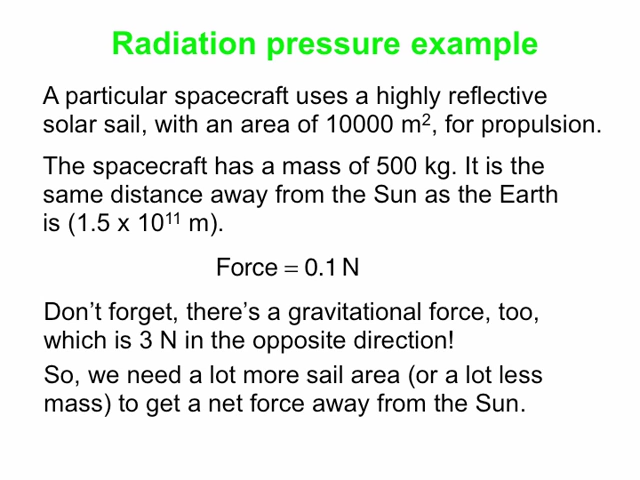 Radiation pressure example
A particular spacecraft uses a highly reflective
solar sail, with an area of 10000 m², for propulsion.
The spacecraft has a mass of 500 kg. It is the
same distance away from the Sun as the Earth
is (1.5 x 10¹¹ m).
Force = 0.1 N
Don’t forget, there’s a gravitational force, too,
which is 3 N in the opposite direction!
So, we need a lot more sail area (or a lot less
mass) to get a net force away from the Sun.